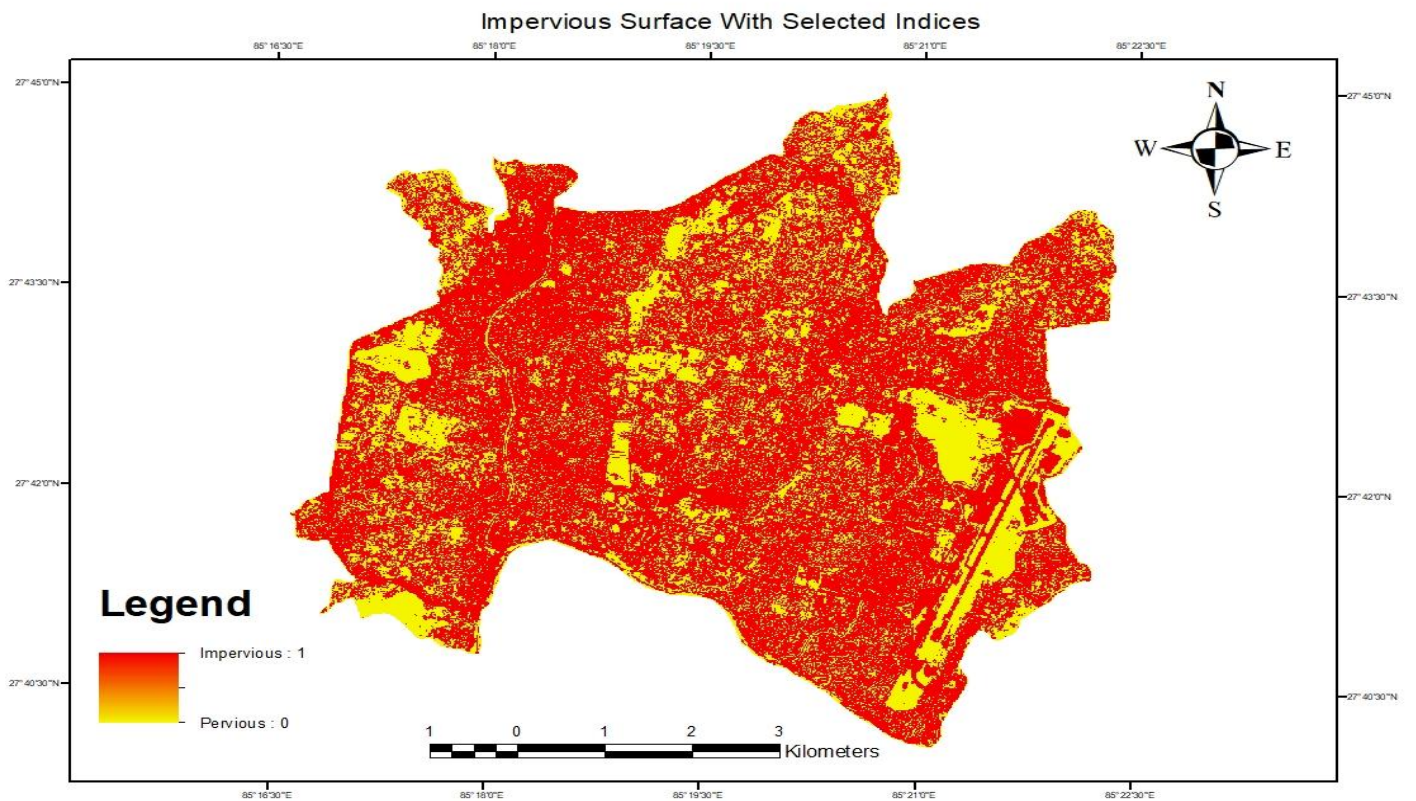 Impervious Surface With Selected Indices
85°16'30"E 85°18'0"E 85°19'30"E 85°21'0"E 85°22'30"E
27°45'0"N 27°45'0"N
N
W E
S
27°43'30"N 27°43'30"N
27°42'0"N 27°42'0"N
Legend
Impervious : 1
Pervious : 0
27°40'30"N 27°40'30"N
1 0 1 2 3
Kilometers
85°16'30"E 85°18'0"E 85°19'30"E 85°21'0"E 85°22'30"E